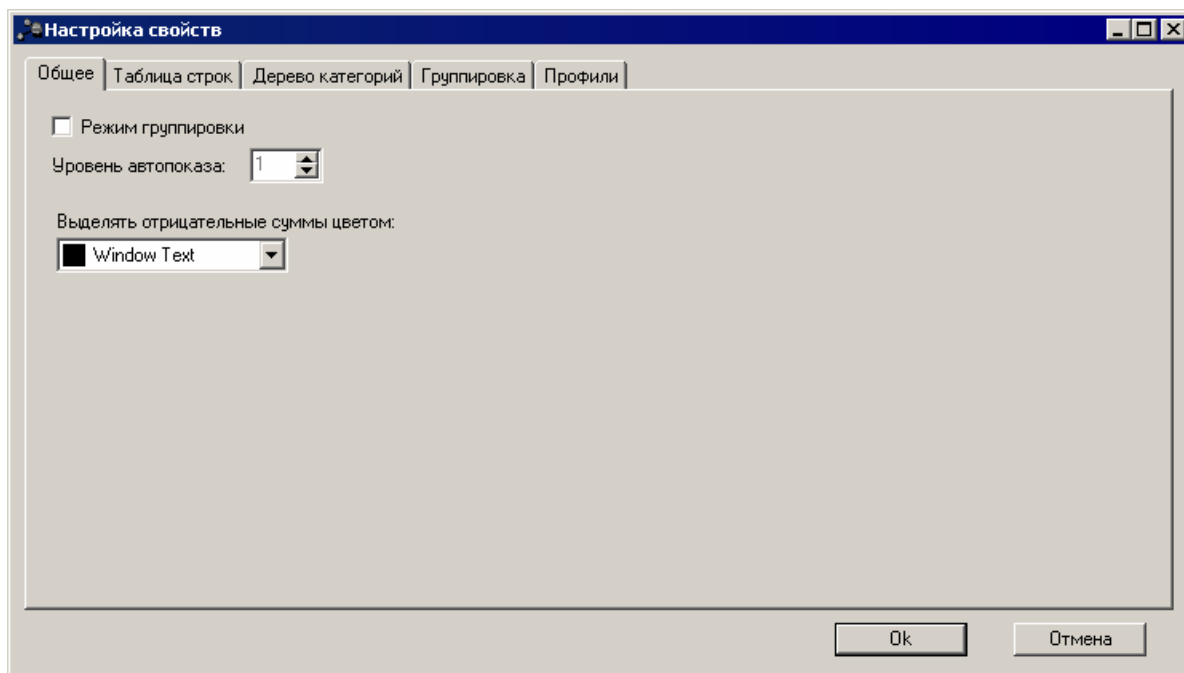 Настройка свойств
Общее Таблица строк Дерево категорий Группировка Профили
Режим группировки
Уровень автопоказа: 1
Выделять отрицательные суммы цветом:
Window Text
Ok Отмена